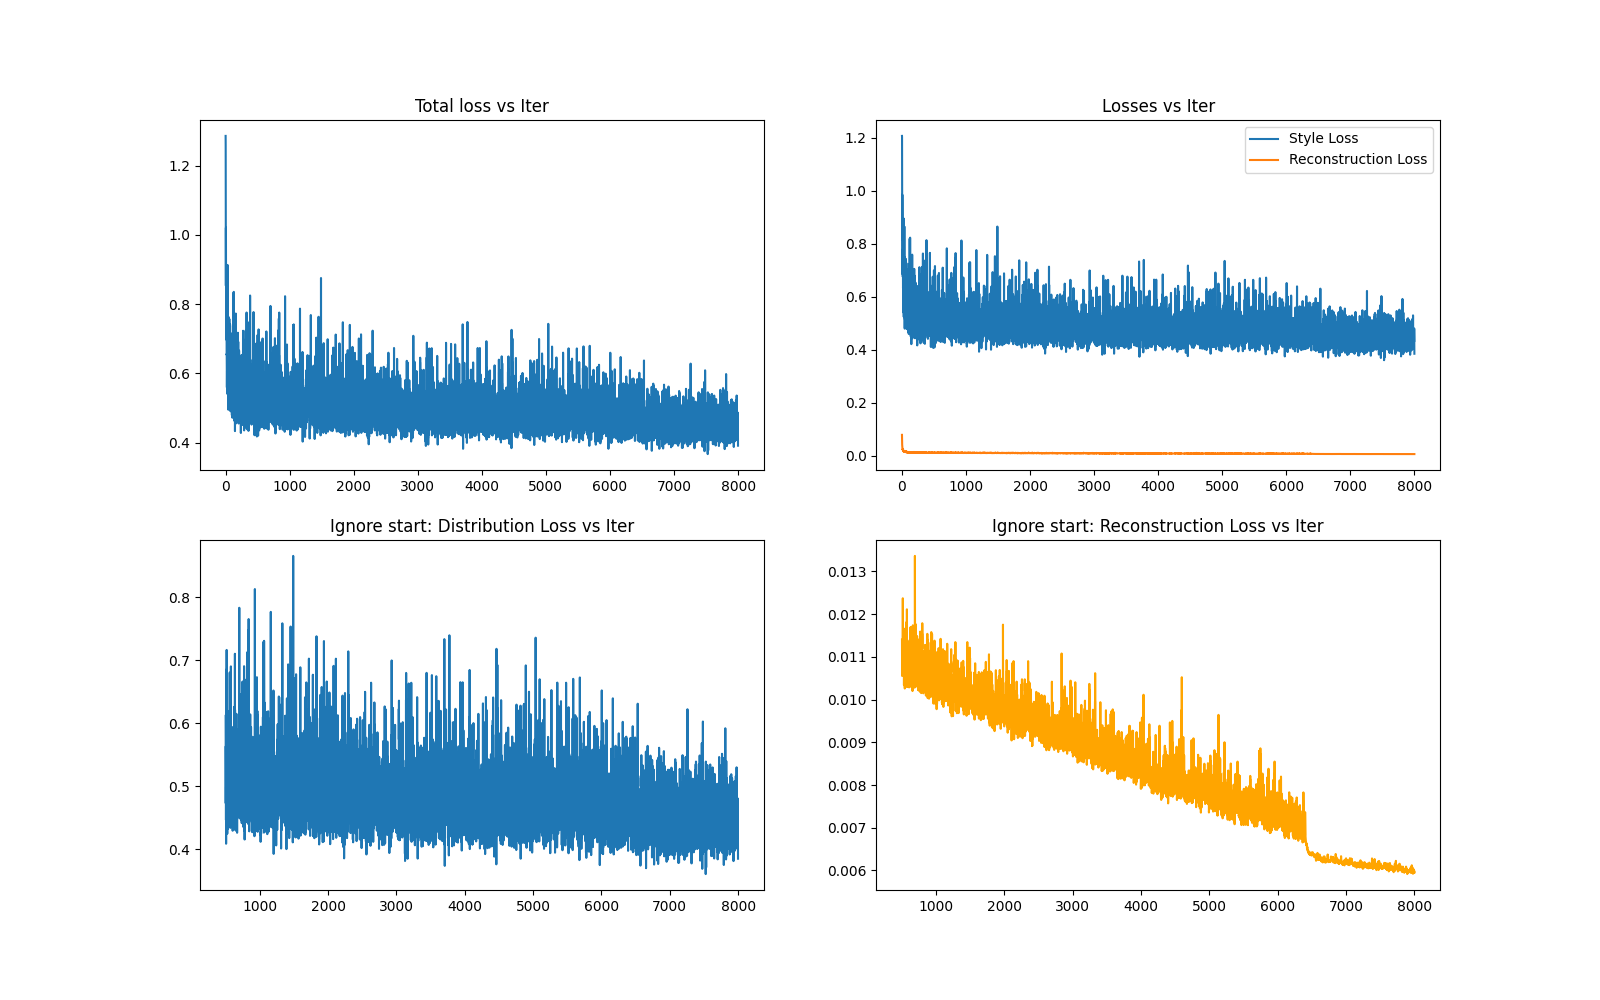 Total loss vs Iter
1.2
1.0
0.8
0.6
0.4
0 1000 2000 3000 4000 5000 6000 7000 8000
Losses vs Iter
Style Loss
Reconstruction Loss
1.2
1.0
0.8
0.6
0.4
0.2
0.0
0 1000 2000 3000 4000 5000 6000 7000 8000
Ignore start: Distribution Loss vs Iter
0.8
0.7
0.6
0.5
0.4
1000 2000 3000 4000 5000 6000 7000 8000
Ignore start: Reconstruction Loss vs Iter
0.013
0.012
0.011
0.010
0.009
0.008
0.007
0.006
1000 2000 3000 4000 5000 6000 7000 8000